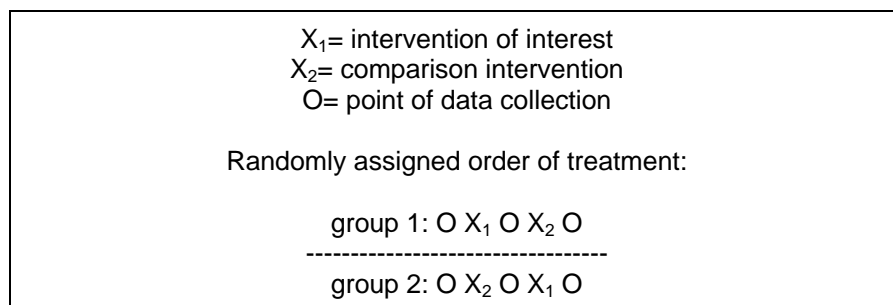 X₁= intervention of interest
X₂= comparison intervention
O= point of data collection
Randomly assigned order of treatment:
group 1: O X₁ O X₂ O
---------------------------------
group 2: O X₂ O X₁ O